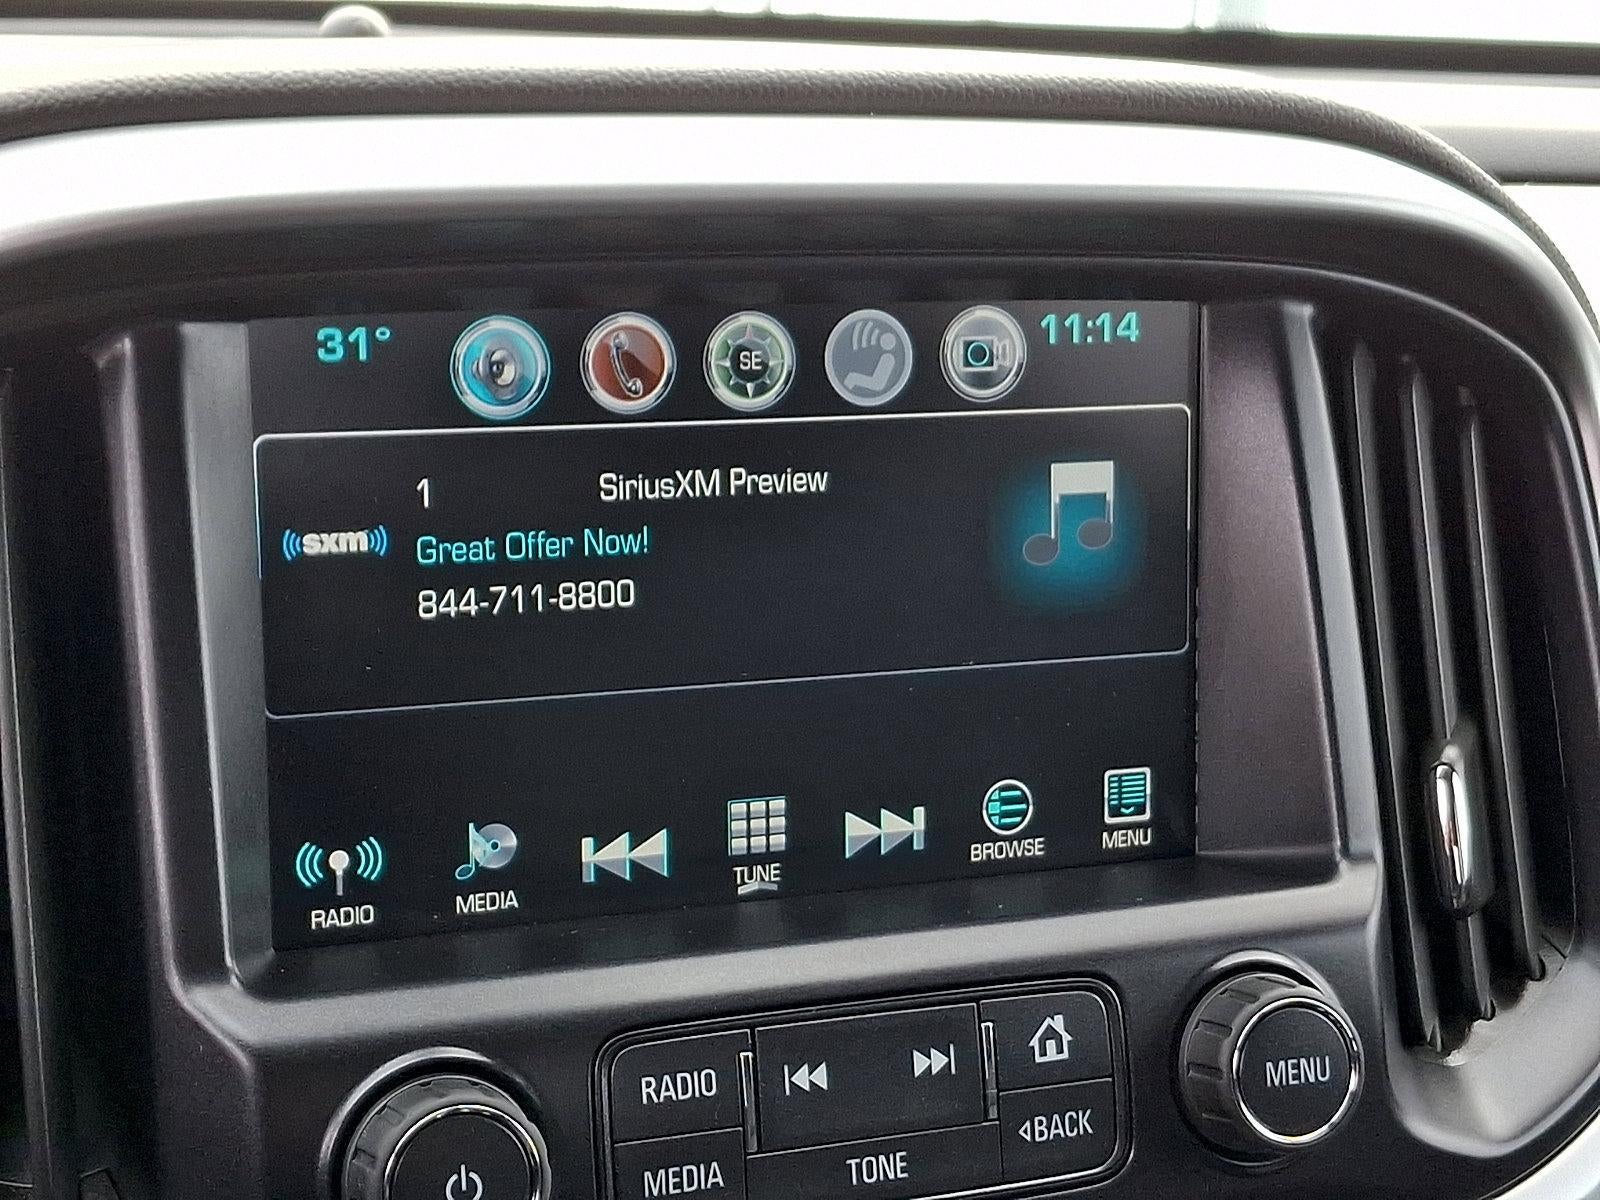 31°
SE
11:14
1
SiriusXM Preview
sxm
Great Offer Now!
844-711-8800
RADIO
MEDIA
TUNE
BROWSE
MENU
RADIO
MENU
◁BACK
MEDIA
TONE